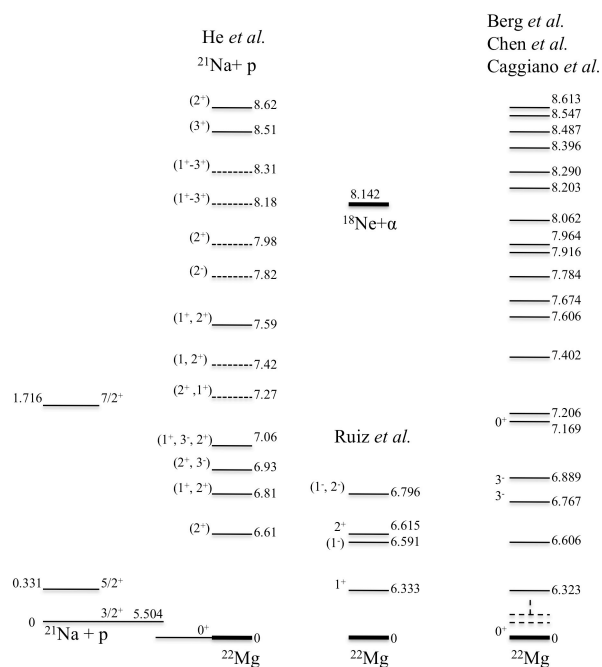 He et al.
²¹Na+ p
Berg et al.
Chen et al.
Caggiano et al.
(2⁺) 8.62
(3⁺) 8.51
(1⁺-3⁺) 8.31
(1⁺-3⁺) 8.18
(2⁺) 7.98
(2⁻) 7.82
(1⁺, 2⁺) 7.59
(1, 2⁺) 7.42
(2⁺ ,1⁺) 7.27
(1⁺, 3⁻, 2⁺) 7.06
(2⁺, 3⁻) 6.93
(1⁺, 2⁺) 6.81
(2⁺) 6.61
0⁺ 0
²²Mg
1.716 7/2⁺
0.331 5/2⁺
0 3/2⁺ 5.504
²¹Na + p
8.142
¹⁸Ne+α
Ruiz et al.
(1⁻, 2⁻) 6.796
2⁺ 6.615
(1⁻) 6.591
1⁺ 6.333
0
²²Mg
8.613
8.547
8.487
8.396
8.290
8.203
8.062
7.964
7.916
7.784
7.674
7.606
7.402
7.206
0⁺ 7.169
3⁻ 6.889
3⁻ 6.767
6.606
6.323
0⁺ 0
²²Mg